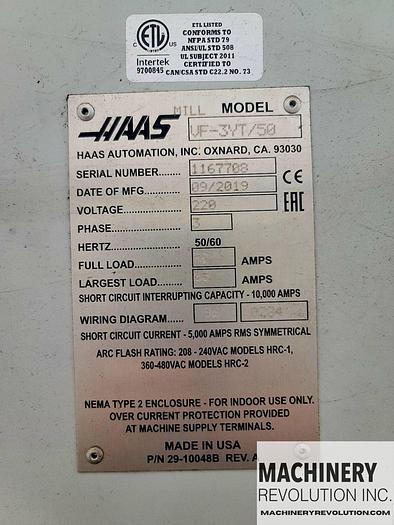 ETL LISTED
CONFORMS TO
NFPA STD 79
ANSI/UL STD 508
UL SUBJECT 2011
CERTIFIED TO
CAN/CSA STD C22.2 NO. 73
C ETL US
Intertek
9700845
MILL MODEL
HAAS VF-3YT/50
HAAS AUTOMATION, INC. OXNARD, CA. 93030
SERIAL NUMBER 1167708
DATE OF MFG 09/2019
VOLTAGE 220
PHASE 3
HERTZ 50/60
FULL LOAD AMPS
LARGEST LOAD AMPS
CE
EAC
SHORT CIRCUIT INTERRUPTING CAPACITY - 10,000 AMPS
WIRING DIAGRAM
SHORT CIRCUIT CURRENT - 5,000 AMPS RMS SYMMETRICAL
ARC FLASH RATING: 208 - 240VAC MODELS HRC-1,
360-480VAC MODELS HRC-2
NEMA TYPE 2 ENCLOSURE - FOR INDOOR USE ONLY.
OVER CURRENT PROTECTION PROVIDED
AT MACHINE SUPPLY TERMINALS.
MADE IN USA
P/N 29-10048B REV. A
MACHINERY
REVOLUTION INC.
MACHINERYREVOLUTION.COM